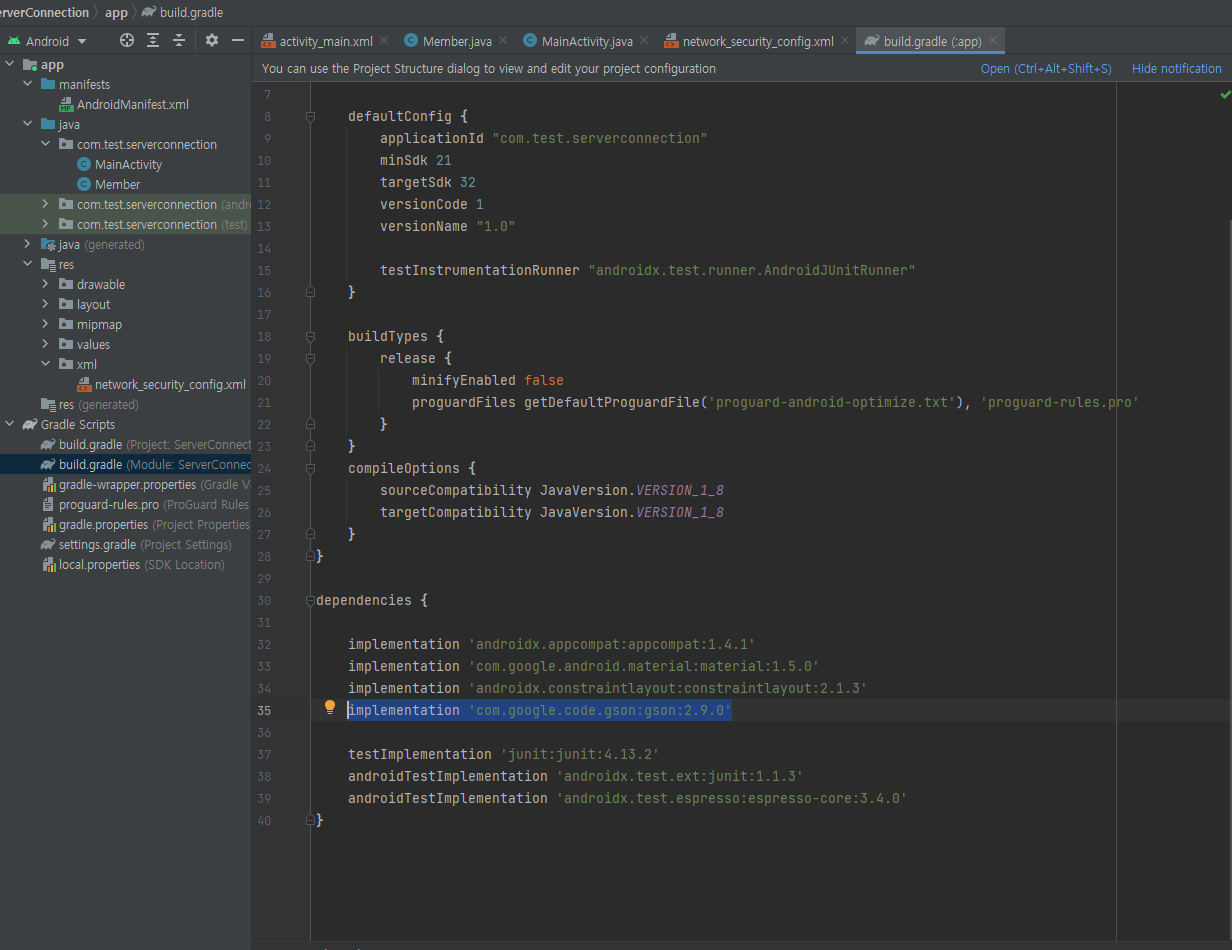 erverConnection app build.gradle
Android
activity_main.xml Member.java MainActivity.java network_security_config.xml build.gradle (:app)
You can use the Project Structure dialog to view and edit your project configuration Open (Ctrl+Alt+Shift+S) Hide notification
app
manifests
AndroidManifest.xml
java
com.test.serverconnection
MainActivity
Member
com.test.serverconnection (andr
com.test.serverconnection (test)
java (generated)
res
drawable
layout
mipmap
values
xml
network_security_config.xml
res (generated)
Gradle Scripts
build.gradle (Project: ServerConnect
build.gradle (Module: ServerConnec
gradle-wrapper.properties (Gradle V
proguard-rules.pro (ProGuard Rules
gradle.properties (Project Properties
settings.gradle (Project Settings)
local.properties (SDK Location)
7
8 defaultConfig {
9 applicationId "com.test.serverconnection"
10 minSdk 21
11 targetSdk 32
12 versionCode 1
13 versionName "1.0"
14
15 testInstrumentationRunner "androidx.test.runner.AndroidJUnitRunner"
16 }
17
18 buildTypes {
19 release {
20 minifyEnabled false
21 proguardFiles getDefaultProguardFile('proguard-android-optimize.txt'), 'proguard-rules.pro'
22 }
23 }
24 compileOptions {
25 sourceCompatibility JavaVersion.VERSION_1_8
26 targetCompatibility JavaVersion.VERSION_1_8
27 }
28 }
29
30 dependencies {
31
32 implementation 'androidx.appcompat:appcompat:1.4.1'
33 implementation 'com.google.android.material:material:1.5.0'
34 implementation 'androidx.constraintlayout:constraintlayout:2.1.3'
35 implementation 'com.google.code.gson:gson:2.9.0'
36
37 testImplementation 'junit:junit:4.13.2'
38 androidTestImplementation 'androidx.test.ext:junit:1.1.3'
39 androidTestImplementation 'androidx.test.espresso:espresso-core:3.4.0'
40 }